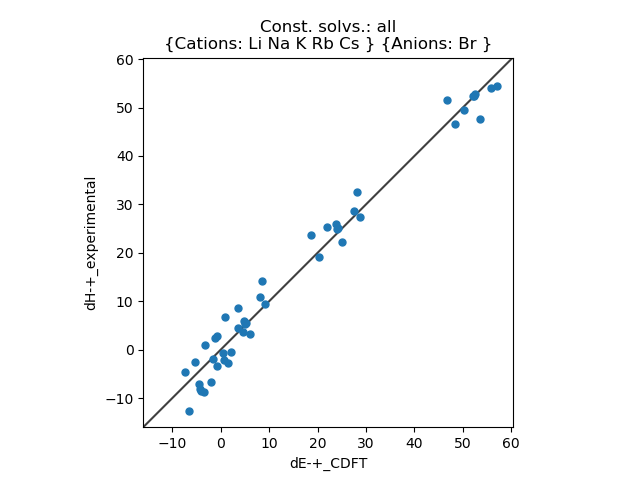 Const. solvs.: all
{Cations: Li Na K Rb Cs } {Anions: Br }
60
50
40
30
20
10
0
−10
dH-+_experimental
−10 0 10 20 30 40 50 60
dE-+_CDFT